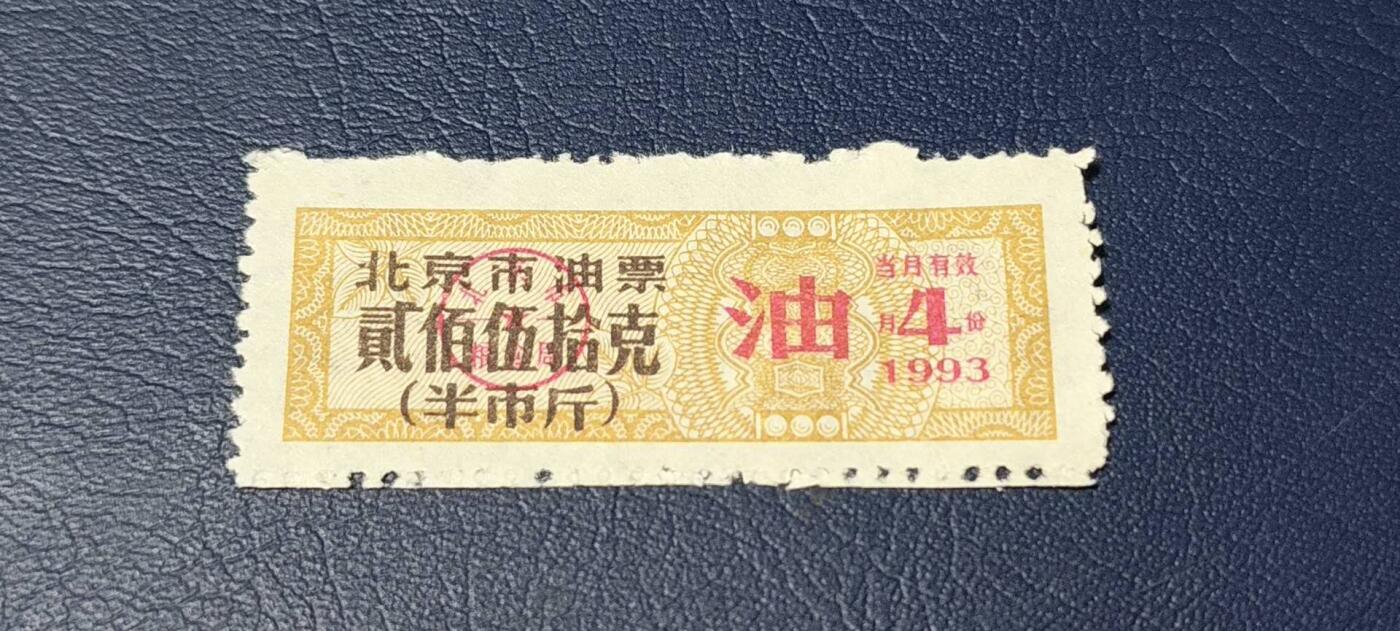 北京市油票
貳佰伍拾克
(半市斤)
油
当月有效
月4份
1993